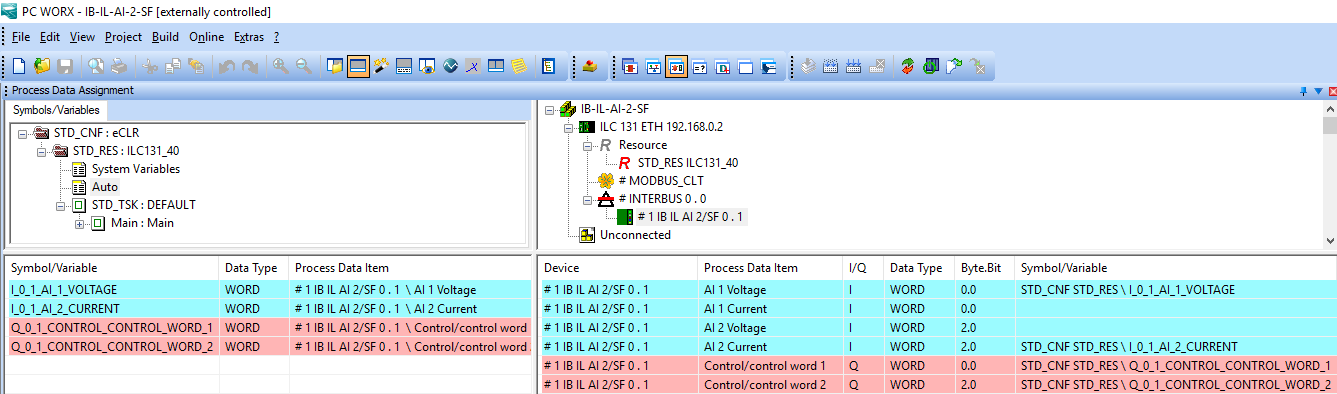 PC WORX - IB-IL-AI-2-SF [externally controlled]
File Edit View Project Build Online Extras ?
Process Data Assignment
Symbols/Variables
STD_CNF : eCLR
STD_RES : ILC131_40
System Variables
Auto
STD_TSK : DEFAULT
Main : Main
IB-IL-AI-2-SF
ILC 131 ETH 192.168.0.2
R Resource
R STD_RES ILC131_40
# MODBUS_CLT
# INTERBUS 0 . 0
# 1 IB IL AI 2/SF 0 . 1
Unconnected
Symbol/Variable Data Type Process Data Item
I_0_1_AI_1_VOLTAGE WORD # 1 IB IL AI 2/SF 0 . 1 \ AI 1 Voltage
I_0_1_AI_2_CURRENT WORD # 1 IB IL AI 2/SF 0 . 1 \ AI 2 Current
Q_0_1_CONTROL_CONTROL_WORD_1 WORD # 1 IB IL AI 2/SF 0 . 1 \ Control/control word
Q_0_1_CONTROL_CONTROL_WORD_2 WORD # 1 IB IL AI 2/SF 0 . 1 \ Control/control word
Device Process Data Item I/Q Data Type Byte.Bit Symbol/Variable
# 1 IB IL AI 2/SF 0 . 1 AI 1 Voltage I WORD 0.0 STD_CNF STD_RES \ I_0_1_AI_1_VOLTAGE
# 1 IB IL AI 2/SF 0 . 1 AI 1 Current I WORD 0.0
# 1 IB IL AI 2/SF 0 . 1 AI 2 Voltage I WORD 2.0
# 1 IB IL AI 2/SF 0 . 1 AI 2 Current I WORD 2.0 STD_CNF STD_RES \ I_0_1_AI_2_CURRENT
# 1 IB IL AI 2/SF 0 . 1 Control/control word 1 Q WORD 0.0 STD_CNF STD_RES \ Q_0_1_CONTROL_CONTROL_WORD_1
# 1 IB IL AI 2/SF 0 . 1 Control/control word 2 Q WORD 2.0 STD_CNF STD_RES \ Q_0_1_CONTROL_CONTROL_WORD_2